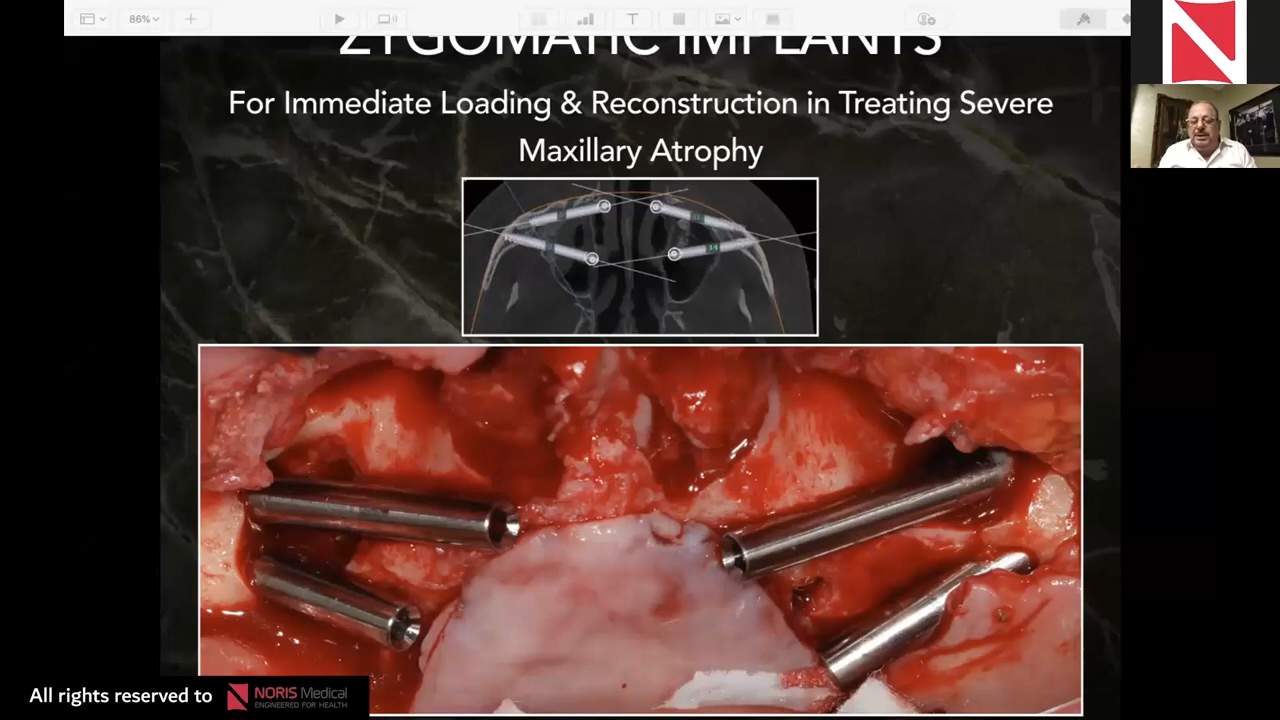 86%
ZYGOMATIC IMPLANTS
For Immediate Loading & Reconstruction in Treating Severe
Maxillary Atrophy
All rights reserved to
NORIS Medical
ENGINEERED FOR HEALTH